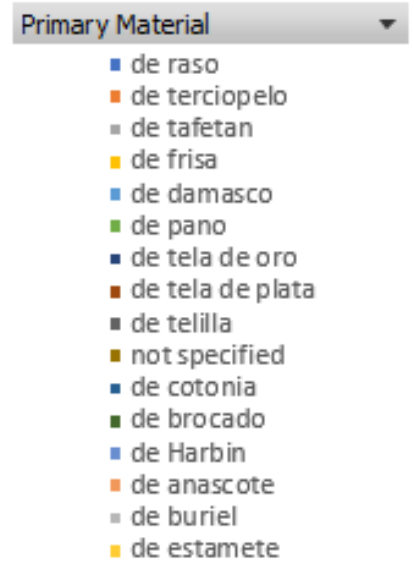 Primary Material
de raso
de terciopelo
de tafetan
de frisa
de damasco
de pano
de tela de oro
de tela de plata
de telilla
not specified
de cotonia
de brocado
de Harbin
de anascote
de buriel
de estamete